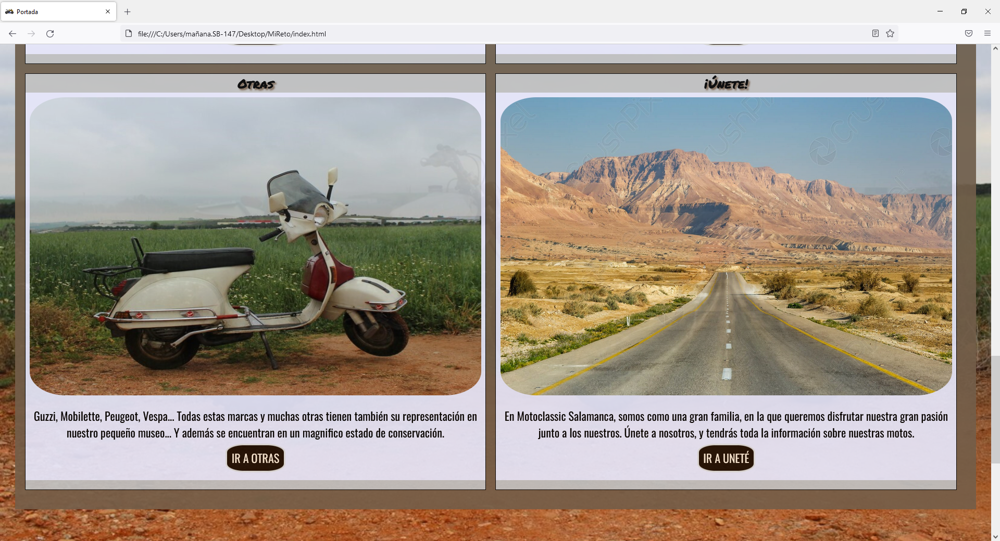 Portada
file:///C:/Users/mañana.SB-147/Desktop/MiReto/index.html
Otras
¡Únete!
CrushPix
CrushPix
Guzzi, Mobilette, Peugeot, Vespa... Todas estas marcas y muchas otras tienen también su representación en
nuestro pequeño museo... Y además se encuentran en un magnifico estado de conservación.
IR A OTRAS
En Motoclassic Salamanca, somos como una gran familia, en la que queremos disfrutar nuestra gran pasión
junto a los nuestros. Únete a nosotros, y tendrás toda la información sobre nuestras motos.
IR A UNETÉ